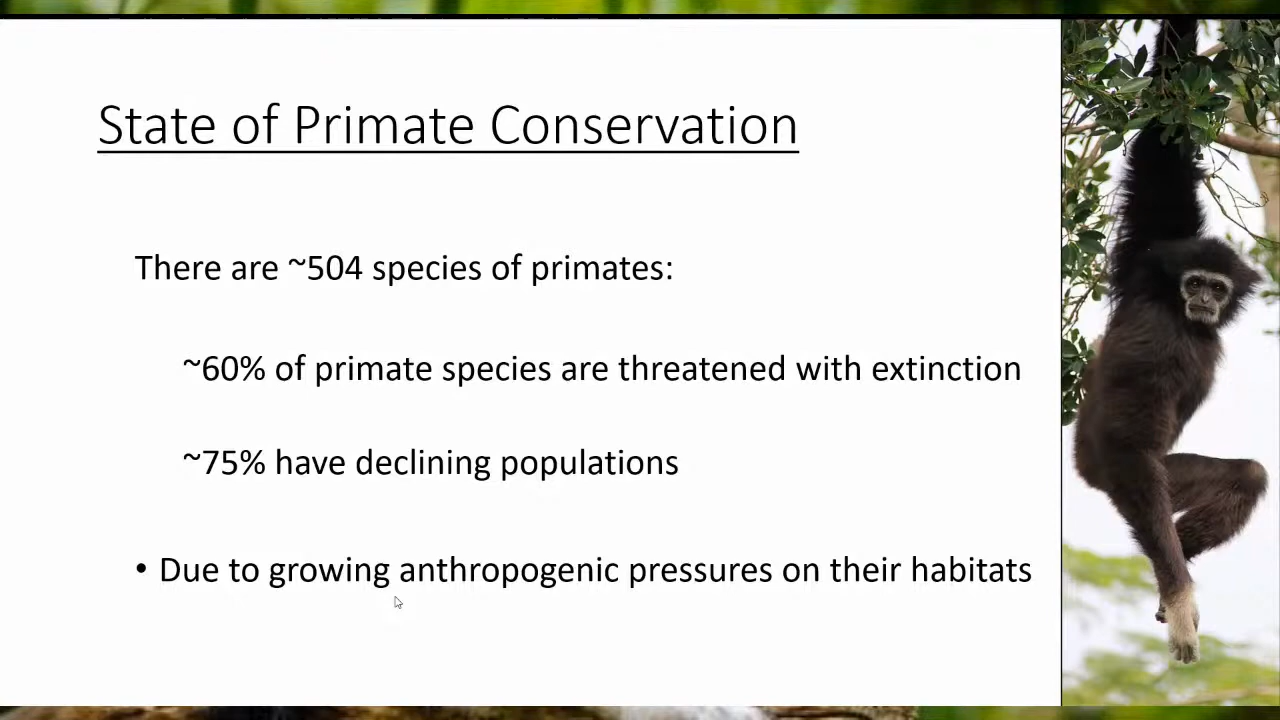 State of Primate Conservation
There are ~504 species of primates:
~60% of primate species are threatened with extinction
~75% have declining populations
• Due to growing anthropogenic pressures on their habitats